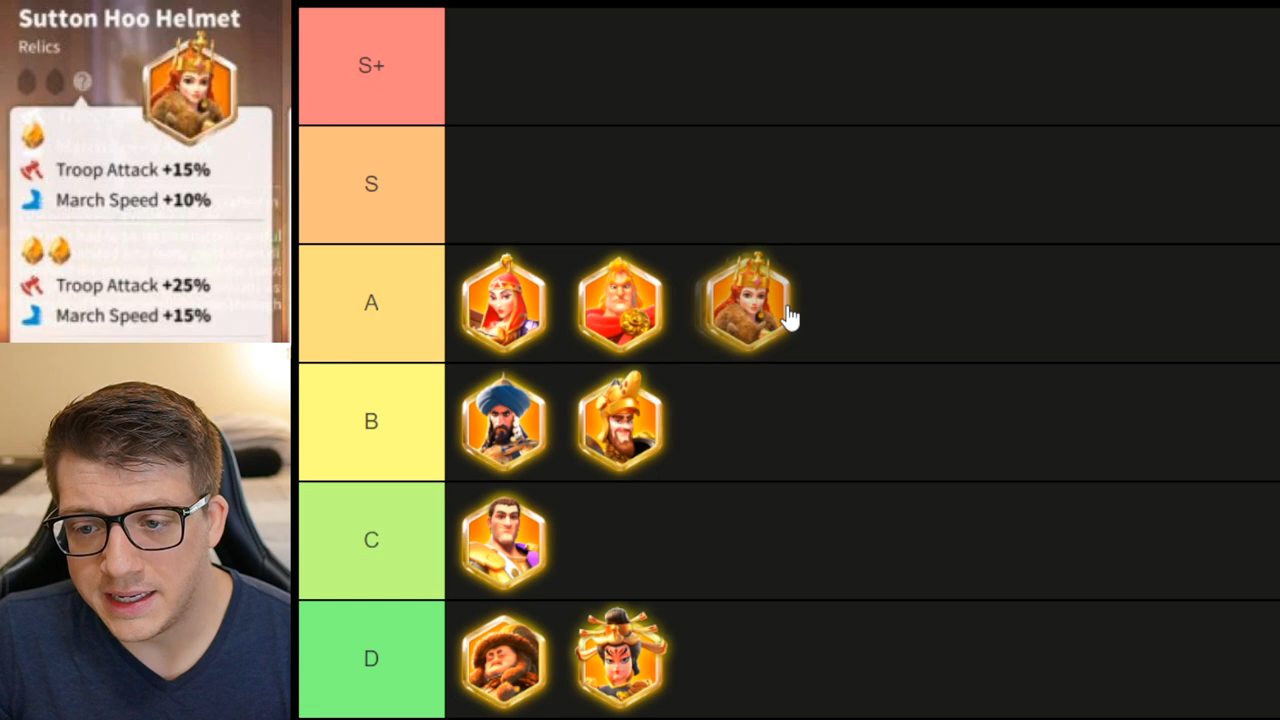 Sutton Hoo Helmet
Relics
?
Troop Attack +15%
March Speed +10%
Troop Attack +25%
March Speed +15%
S+
S
A
B
C
D